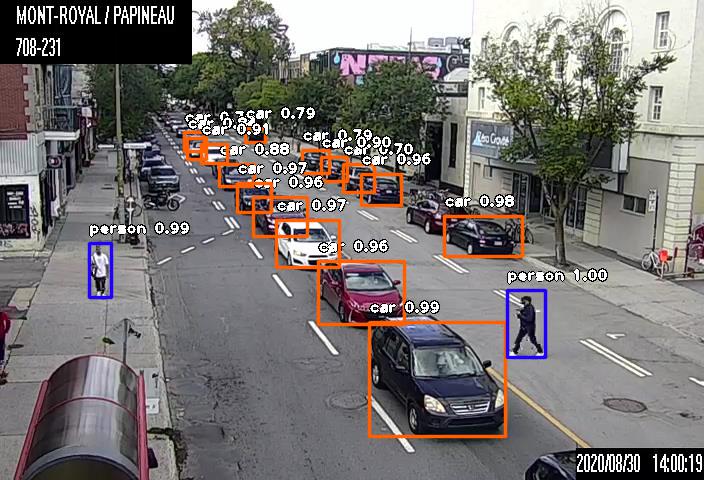 MONT-ROYAL / PAPINEAU
708-231
car 0.79
car 0.91
car 0.88
car 0.97
car 0.96
car 0.97
car 0.96
car 0.99
car 0.79
car 0.90
car 0.70
car 0.96
car 0.98
person 0.99
person 1.00
2020/08/30 14:00:19